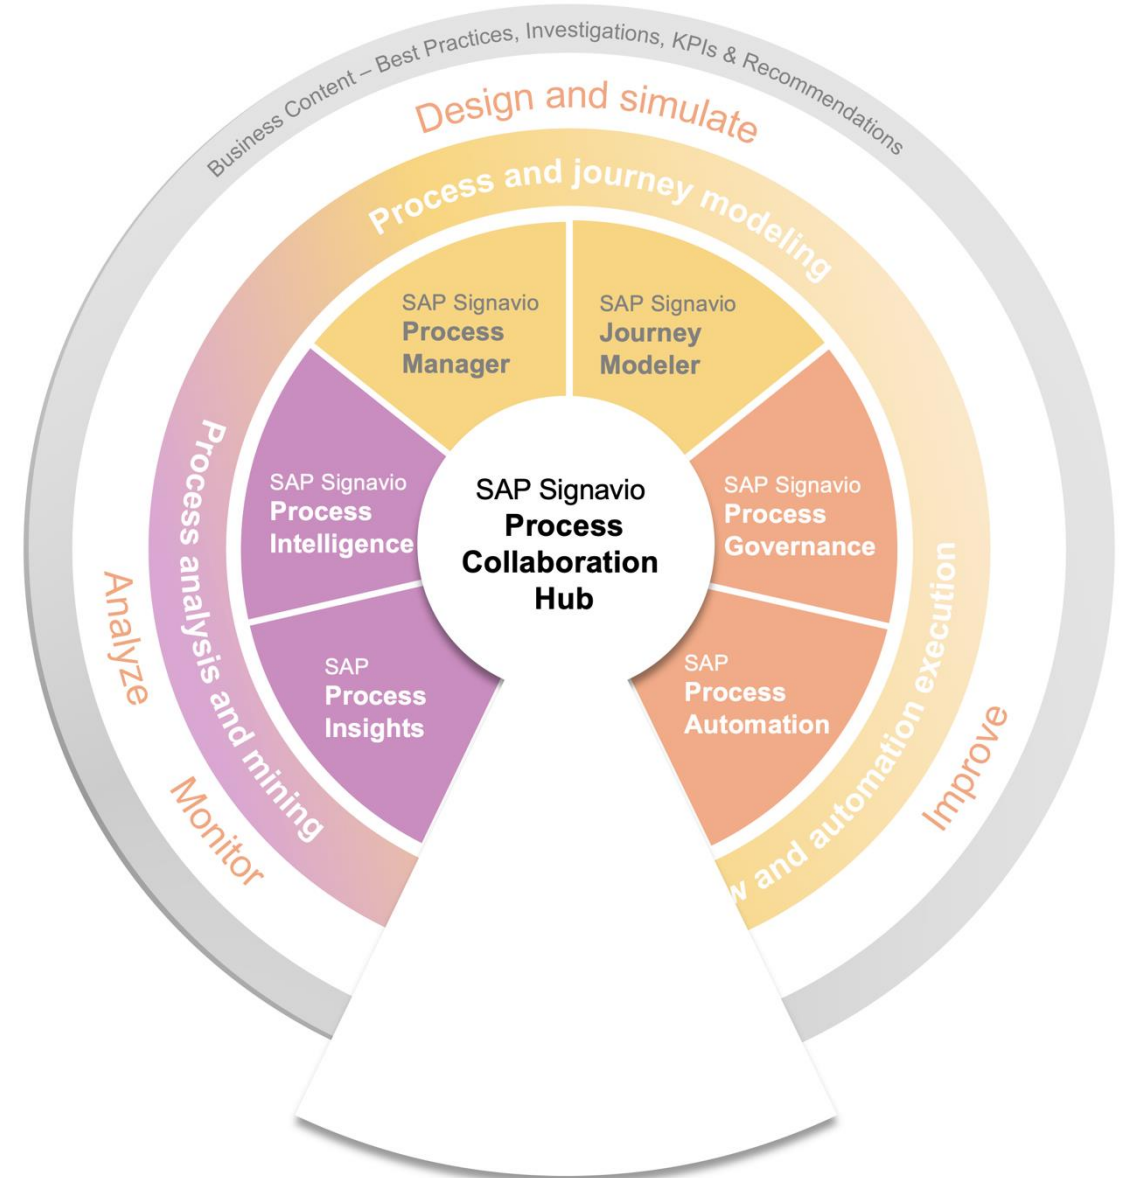 Business Content – Best Practices, Investigations, KPIs & Recommendations
Design and simulate
Process and journey modeling
SAP Signavio
Process
Manager
SAP Signavio
Journey
Modeler
SAP Signavio
Process
Intelligence
SAP Signavio
Process
Collaboration
Hub
SAP Signavio
Process
Governance
SAP
Process
Insights
SAP
Process
Automation
Process analysis and mining
and automation execution
Analyze
Monitor
Improve